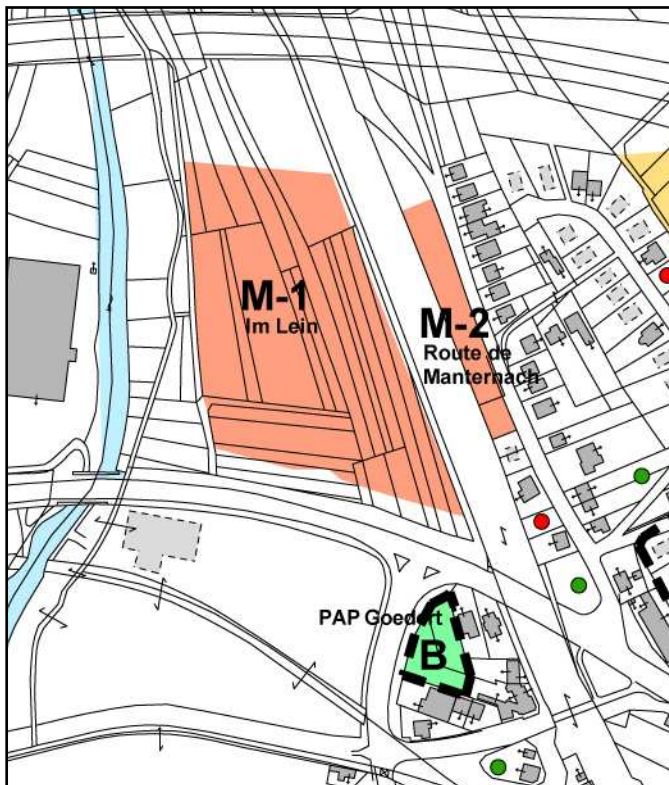 M-1
Im Lein
M-2
Route de
Manternach
PAP Goedert
B